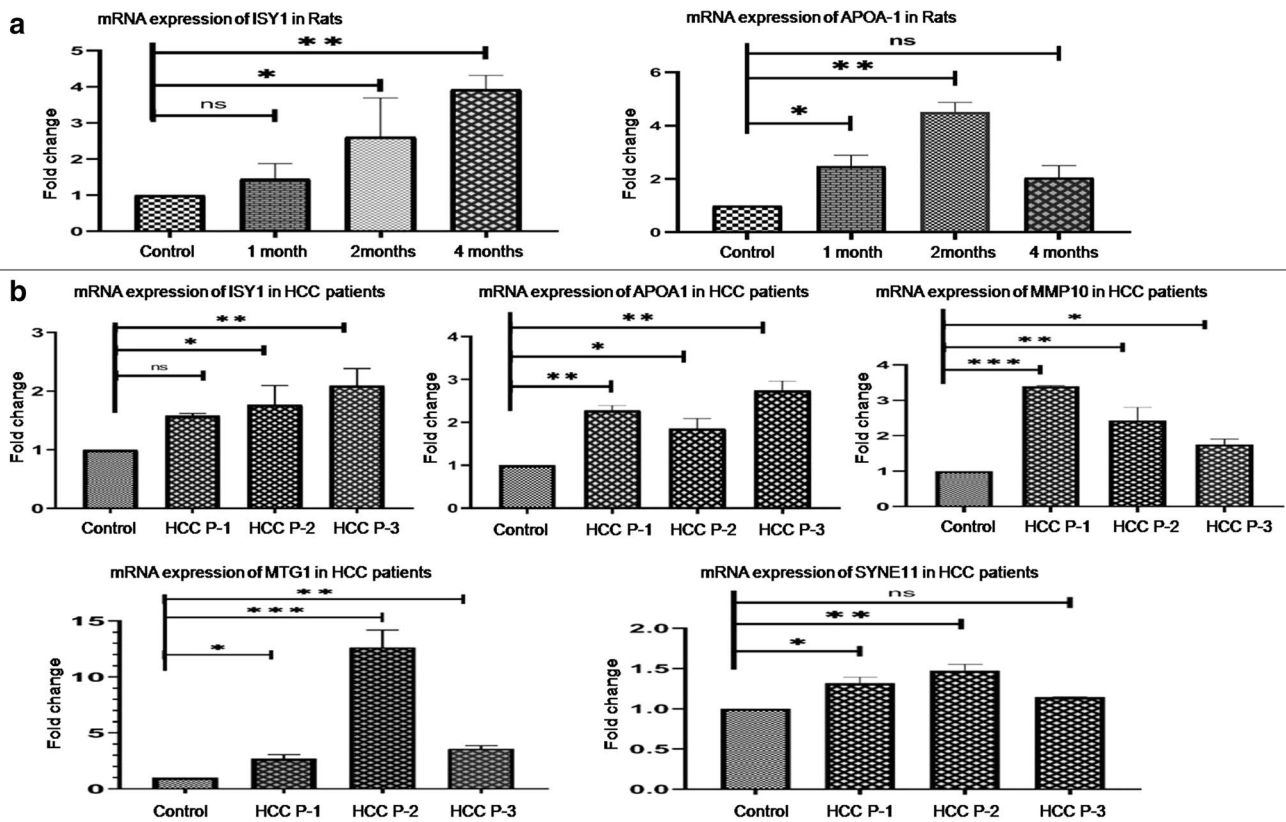 a
mRNA expression of ISY1 in Rats
Fold change
5
4
3
2
1
0
ns
*
**
Control 1 month 2months 4 months
mRNA expression of APOA-1 in Rats
Fold change
6
4
2
0
*
**
ns
Control 1 month 2months 4 months
b
mRNA expression of ISY1 in HCC patients
Fold change
3
2
1
0
ns
*
**
Control HCC P-1 HCC P-2 HCC P-3
mRNA expression of APOA1 in HCC patients
Fold change
4
3
2
1
0
**
*
**
Control HCC P-1 HCC P-2 HCC P-3
mRNA expression of MMP10 in HCC patients
Fold change
4
3
2
1
0
***
**
*
Control HCC P-1 HCC P-2 HCC P-3
mRNA expression of MTG1 in HCC patients
Fold change
15
10
5
0
*
***
**
Control HCC P-1 HCC P-2 HCC P-3
mRNA expression of SYNE11 in HCC patients
Fold change
2.0
1.5
1.0
0.5
0.0
*
**
ns
Control HCC P-1 HCC P-2 HCC P-3